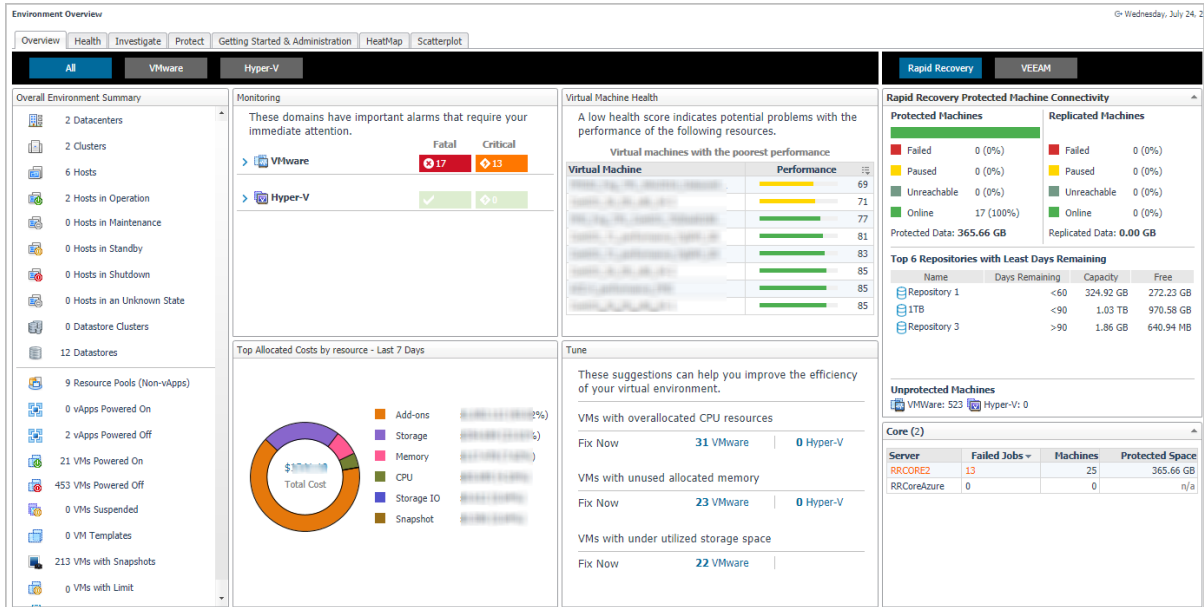 Environment Overview
Wednesday, July 24, 2
Overview Health Investigate Protect Getting Started & Administration HeatMap Scatterplot
All VMware Hyper-V
Rapid Recovery VEEAM
Overall Environment Summary
2 Datacenters
2 Clusters
6 Hosts
2 Hosts in Operation
0 Hosts in Maintenance
0 Hosts in Standby
0 Hosts in Shutdown
0 Hosts in an Unknown State
0 Datastore Clusters
12 Datastores
9 Resource Pools (Non-vApps)
0 vApps Powered On
2 vApps Powered Off
21 VMs Powered On
453 VMs Powered Off
0 VMs Suspended
0 VM Templates
213 VMs with Snapshots
0 VMs with Limit
Monitoring
These domains have important alarms that require your
immediate attention.
Fatal Critical
VMware 17 13
Hyper-V 0
Virtual Machine Health
A low health score indicates potential problems with the
performance of the following resources.
Virtual machines with the poorest performance
Virtual Machine Performance
69
71
77
81
83
85
85
85
Top Allocated Costs by resource - Last 7 Days
$
Total Cost
Add-ons %)
Storage %)
Memory )
CPU
Storage IO
Snapshot
Tune
These suggestions can help you improve the efficiency
of your virtual environment.
VMs with overallocated CPU resources
Fix Now 31 VMware 0 Hyper-V
VMs with unused allocated memory
Fix Now 23 VMware 0 Hyper-V
VMs with under utilized storage space
Fix Now 22 VMware
Rapid Recovery Protected Machine Connectivity
Protected Machines
Failed 0 (0%)
Paused 0 (0%)
Unreachable 0 (0%)
Online 17 (100%)
Protected Data: 365.66 GB
Replicated Machines
Failed 0 (0%)
Paused 0 (0%)
Unreachable 0 (0%)
Online 0 (0%)
Replicated Data: 0.00 GB
Top 6 Repositories with Least Days Remaining
Name Days Remaining Capacity Free
Repository 1 <60 324.92 GB 272.23 GB
1TB <90 1.03 TB 970.58 GB
Repository 3 >90 1.86 GB 640.94 MB
Unprotected Machines
VMWare: 523 Hyper-V: 0
Core (2)
Server Failed Jobs Machines Protected Space
RRCORE2 13 25 365.66 GB
RRCoreAzure 0 0 n/a